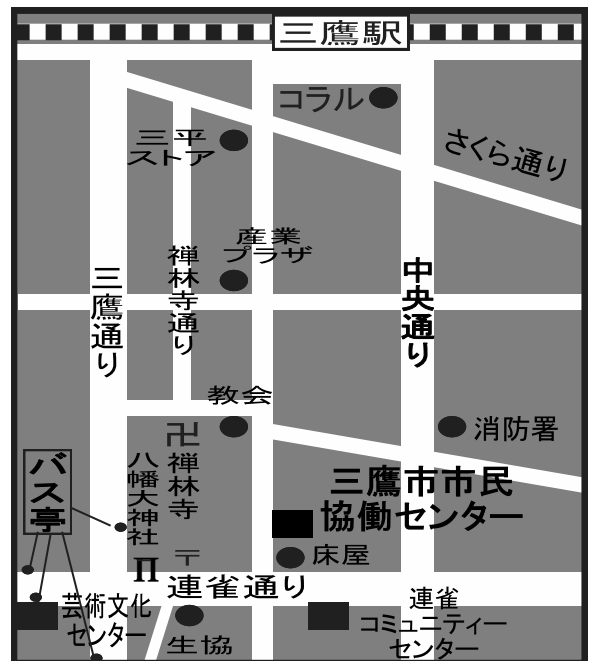 三鷹駅
コラル
三平
ストア
さくら通り
産業
プラザ
禅林寺通り
三鷹通り
中央通り
教会
消防署
卍
禅林寺
八幡大神社
バス亭
三鷹市市民
協働センター
床屋
〒
連雀通り
芸術文化
センター
生協
連雀
コミュニティー
センター